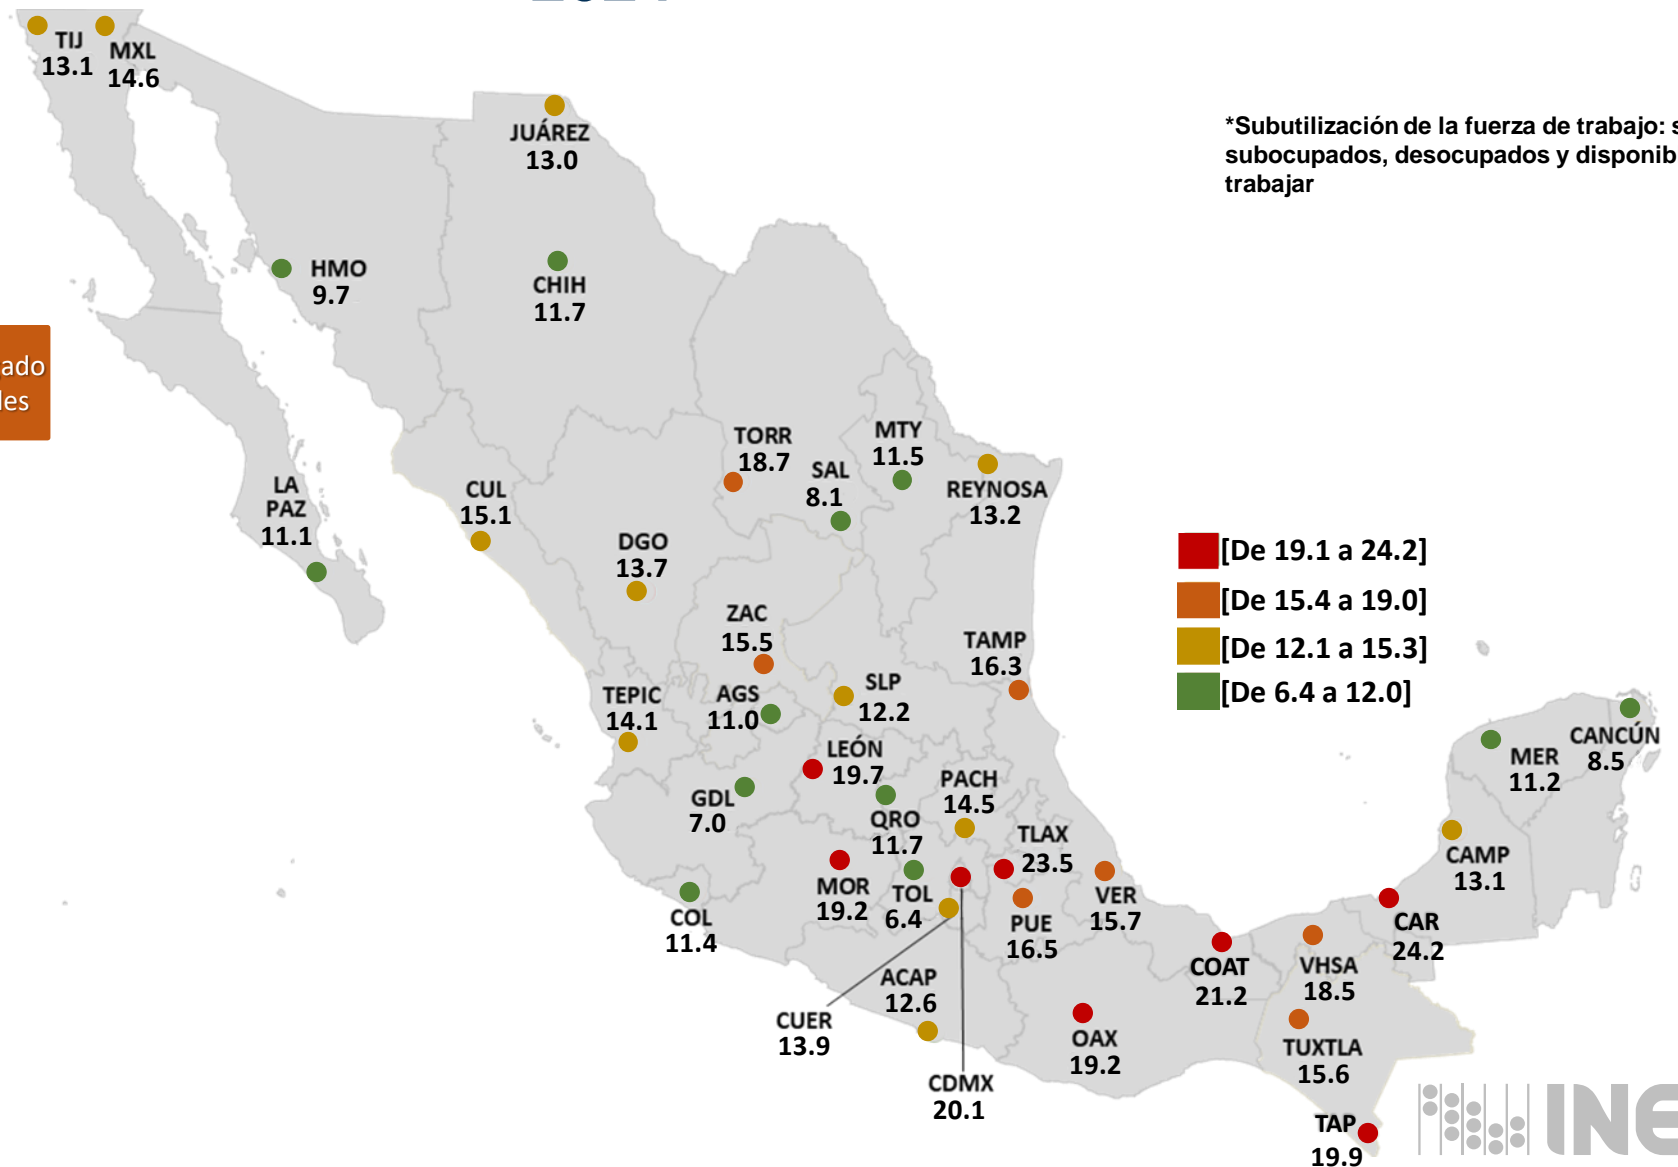 TIJ
13.1
MXL
14.6
JUÁREZ
13.0
*Subutilización de la fuerza de trabajo:
subocupados, desocupados y
trabajar
HMO
9.7
CHIH
11.7
TORR
18.7
MTY
11.5
SAL
8.1
REYNOSA
13.2
LA
PAZ
11.1
CUL
15.1
DGO
13.7
[De 19.1 a 24.2]
[De 15.4 a 19.0]
[De 12.1 a 15.3]
[De 6.4 a 12.0]
ZAC
15.5
TAMP
16.3
TEPIC
14.1
AGS
11.0
SLP
12.2
LEÓN
19.7
PACH
14.5
GDL
7.0
QRO
11.7
TLAX
23.5
MER
11.2
CANCÚN
8.5
CAMP
13.1
MOR
19.2
TOL
6.4
PUE
16.5
VER
15.7
COL
11.4
CAR
24.2
COAT
21.2
VHSA
18.5
ACAP
12.6
CUER
13.9
OAX
19.2
TUXTLA
15.6
CDMX
20.1
TAP
19.9